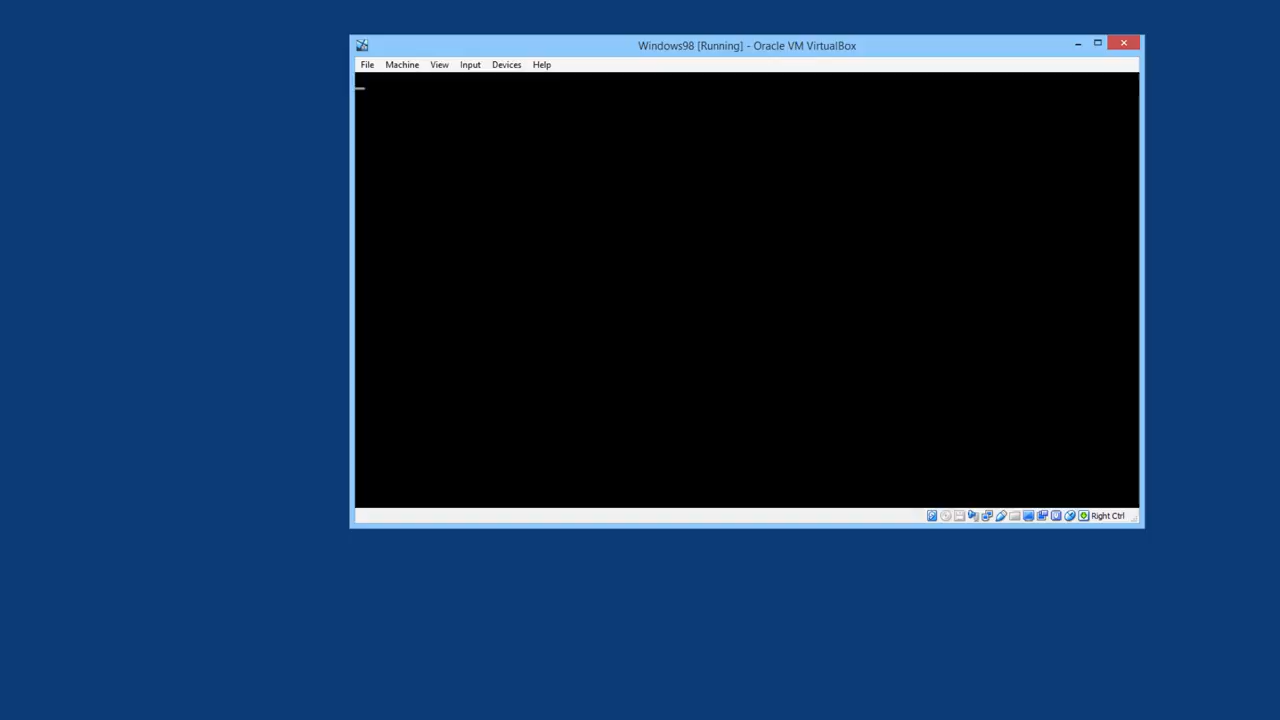 Windows98 [Running] - Oracle VM VirtualBox
File Machine View Input Devices Help
Right Ctrl